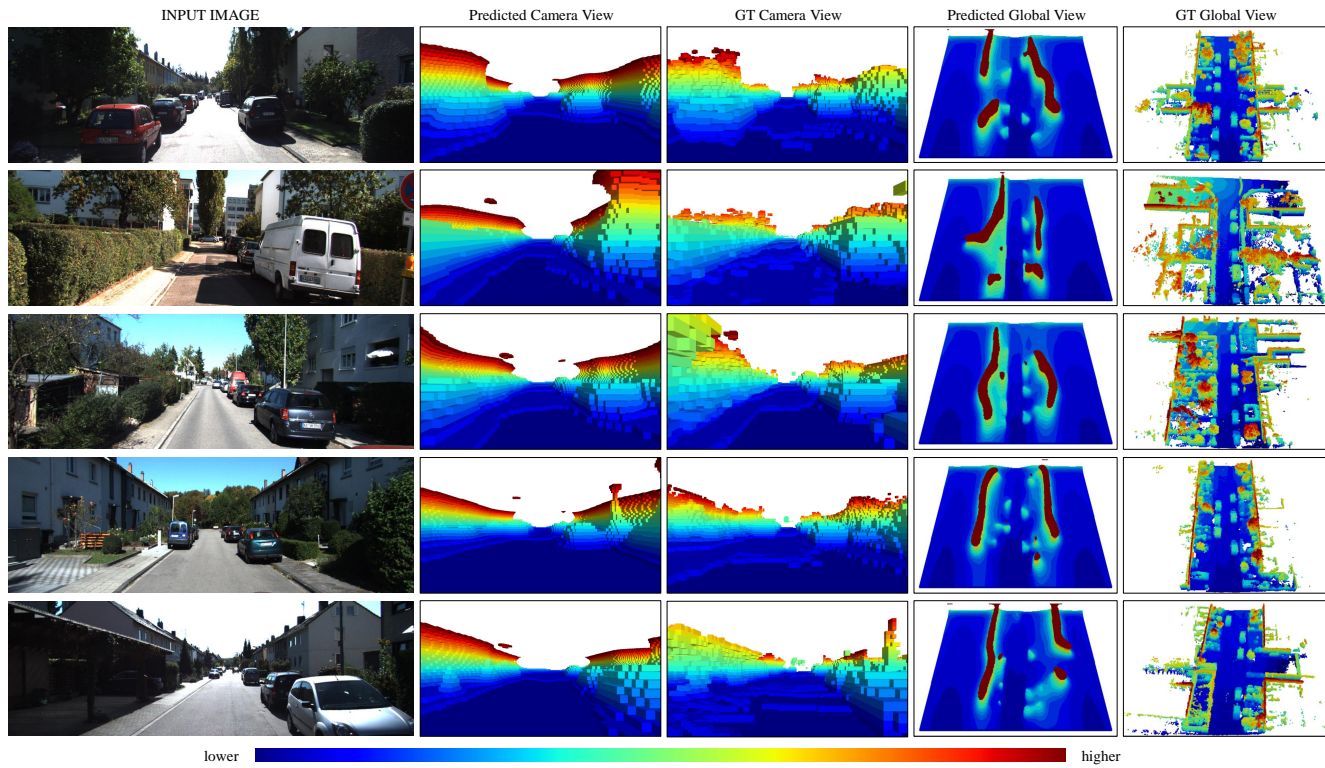 INPUT IMAGE
Predicted Camera View
GT Camera View
Predicted Global View
GT Global View
lower
higher